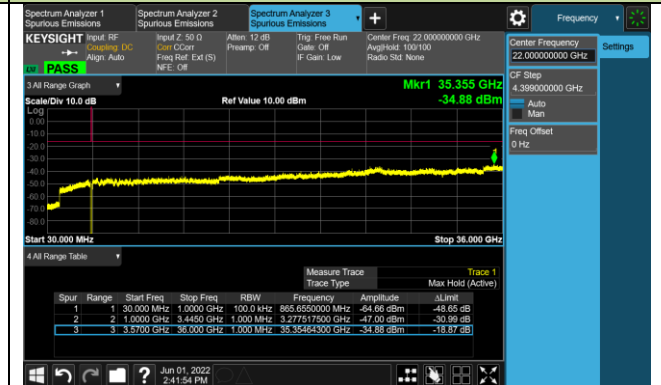 Spectrum Analyzer 1
Spurious Emissions
Spectrum Analyzer 2
Spurious Emissions
Spectrum Analyzer 3
Spurious Emissions
Frequency
KEYSIGHT
Input: RF
Coupling: DC
Align: Auto
Input Z: 50 Ω
Corr CCorr
Freq Ref: Ext (S)
NFE: Off
Atten: 12 dB
Preamp: Off
Trig: Free Run
Gate: Off
IF Gain: Low
Center Freq: 22.000000000 GHz
Avg|Hold: 100/100
Radio Std: None
PASS
Center Frequency
22.000000000 GHz
Settings
CF Step
4.399000000 GHz
Auto
Man
Freq Offset
0 Hz
3 All Range Graph
Mkr1 35.355 GHz
Scale/Div 10.0 dB
Ref Value 10.00 dBm
-34.88 dBm
Log
0.00
-10.0
-20.0
-30.0
-40.0
-50.0
-60.0
-70.0
-80.0
Start 30.000 MHz
Stop 36.000 GHz
4 All Range Table
Measure Trace Trace 1
Trace Type Max Hold (Active)
Spur Range Start Freq Stop Freq RBW Frequency Amplitude ΔLimit
1 1 30.000 MHz 1.0000 GHz 100.0 kHz 865.6550000 MHz -64.66 dBm -48.65 dB
2 2 1.0000 GHz 3.4450 GHz 1.000 MHz 3.277517500 GHz -47.00 dBm -30.99 dB
3 3 3.5700 GHz 36.000 GHz 1.000 MHz 35.35464300 GHz -34.88 dBm -18.87 dB
?
Jun 01, 2022
2:41:54 PM